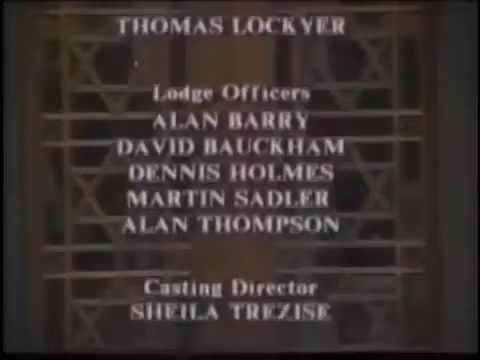 THOMAS LOCKYER
Lodge Officers
ALAN BARRY
DAVID BAUCKHAM
DENNIS HOLMES
MARTIN SADLER
ALAN THOMPSON
Casting Director
SHEILA TREZISE